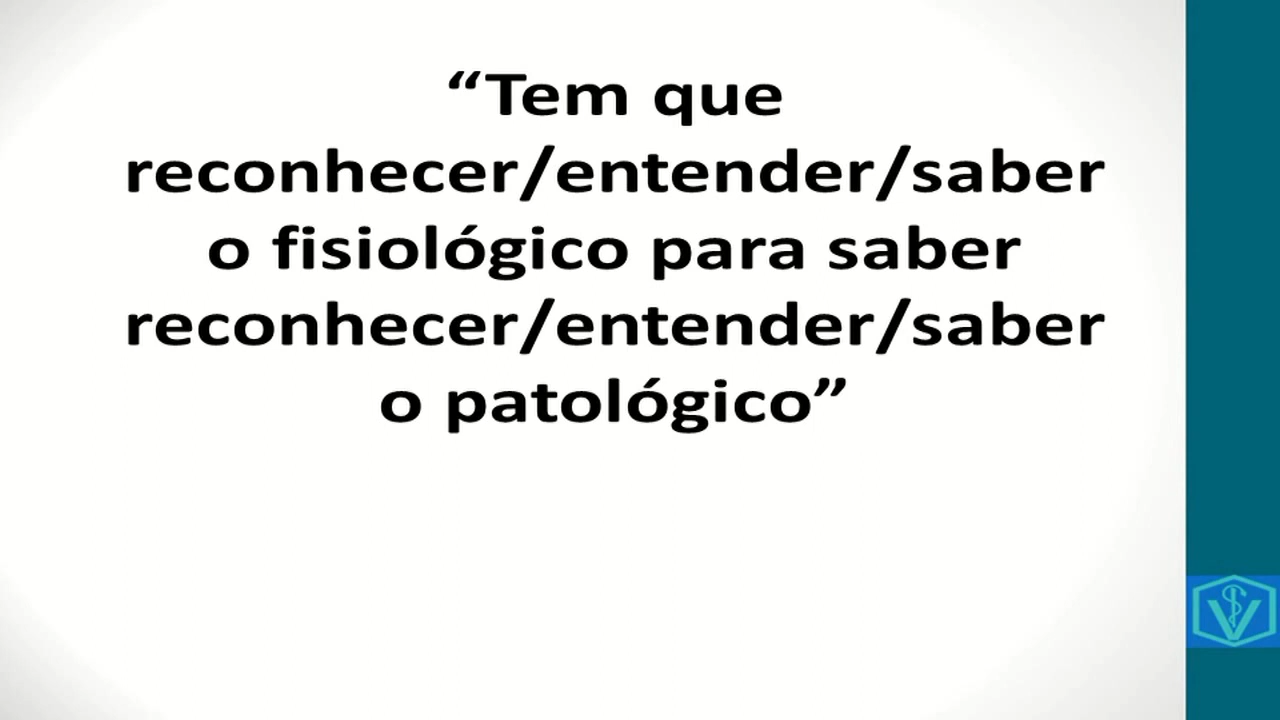 “Tem que
reconhecer/entender/saber
o fisiológico para saber
reconhecer/entender/saber
o patológico”